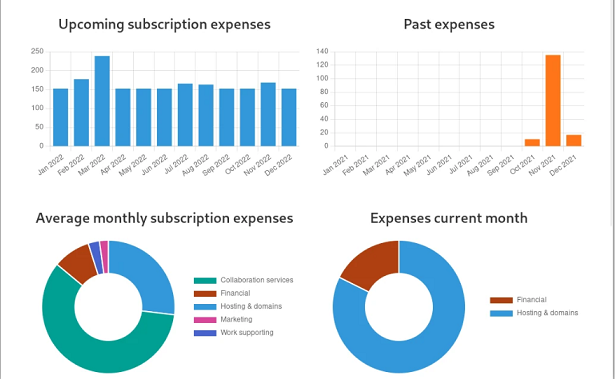 Upcoming subscription expenses
250
200
150
100
50
0
Jan 2022
Feb 2022
Mar 2022
Apr 2022
May 2022
Jun 2022
Jul 2022
Aug 2022
Sep 2022
Oct 2022
Nov 2022
Dec 2022
Past expenses
140
120
100
80
60
40
20
0
Jan 2021
Feb 2021
Mar 2021
Apr 2021
May 2021
Jun 2021
Jul 2021
Aug 2021
Sep 2021
Oct 2021
Nov 2021
Dec 2021
Average monthly subscription expenses
Collaboration services
Financial
Hosting & domains
Marketing
Work supporting
Expenses current month
Financial
Hosting & domains